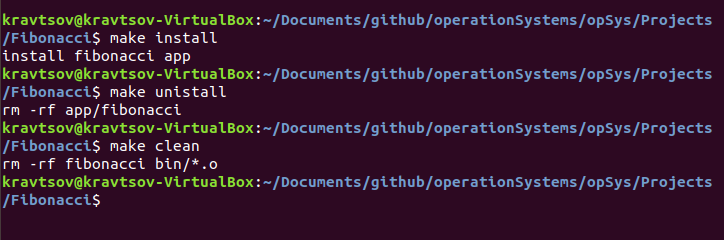 kravtsov@kravtsov-VirtualBox:~/Documents/github/operationSystems/opSys/Projects
/Fibonacci$ make install
install fibonacci app
kravtsov@kravtsov-VirtualBox:~/Documents/github/operationSystems/opSys/Projects
/Fibonacci$ make unistall
rm -rf app/fibonacci
kravtsov@kravtsov-VirtualBox:~/Documents/github/operationSystems/opSys/Projects
/Fibonacci$ make clean
rm -rf fibonacci bin/*.o
kravtsov@kravtsov-VirtualBox:~/Documents/github/operationSystems/opSys/Projects
/Fibonacci$